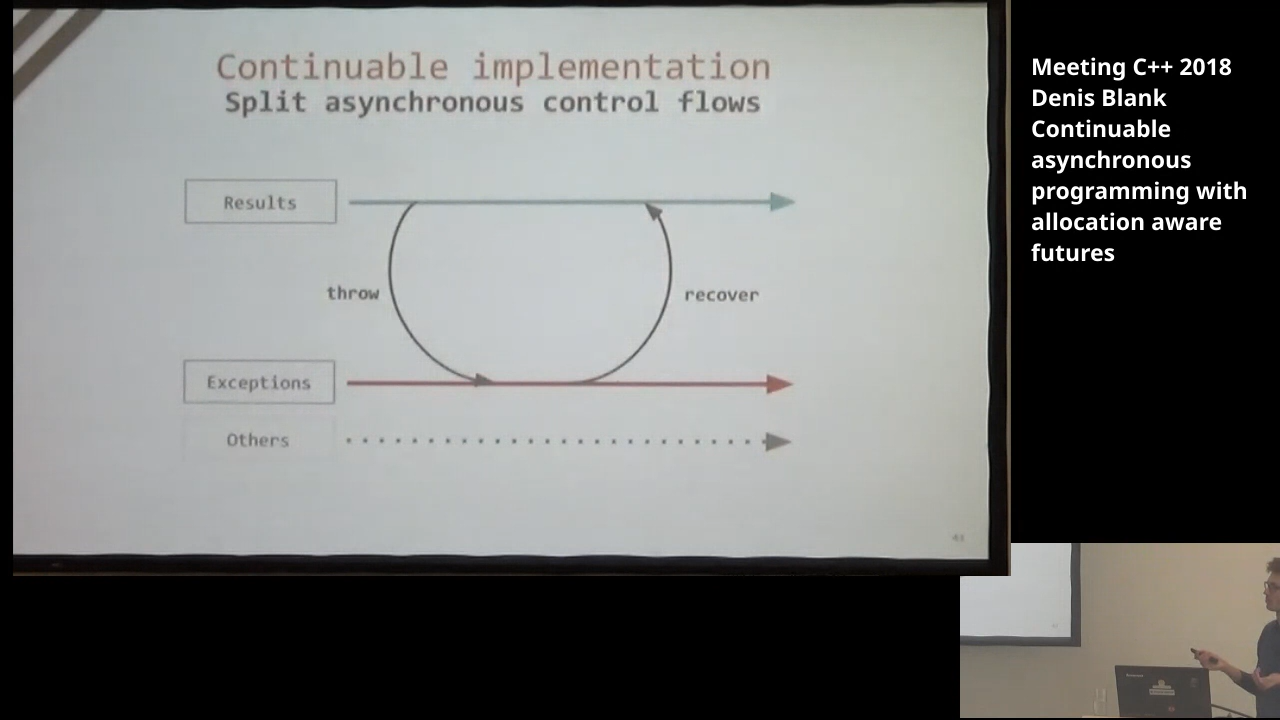 Continuable implementation
Split asynchronous control flows
Results
throw
recover
Exceptions
Others
Meeting C++ 2018
Denis Blank
Continuable
asynchronous
programming with
allocation aware
futures